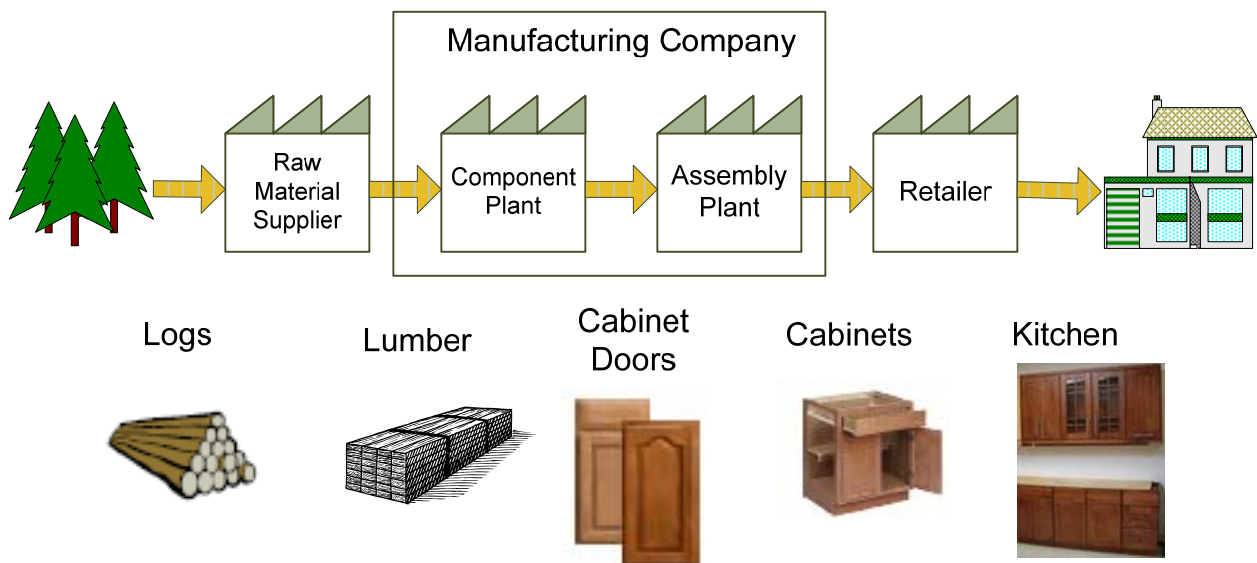 Manufacturing Company
Raw
Material
Supplier
Component
Plant
Assembly
Plant
Retailer
Logs
Lumber
Cabinet
Doors
Cabinets
Kitchen